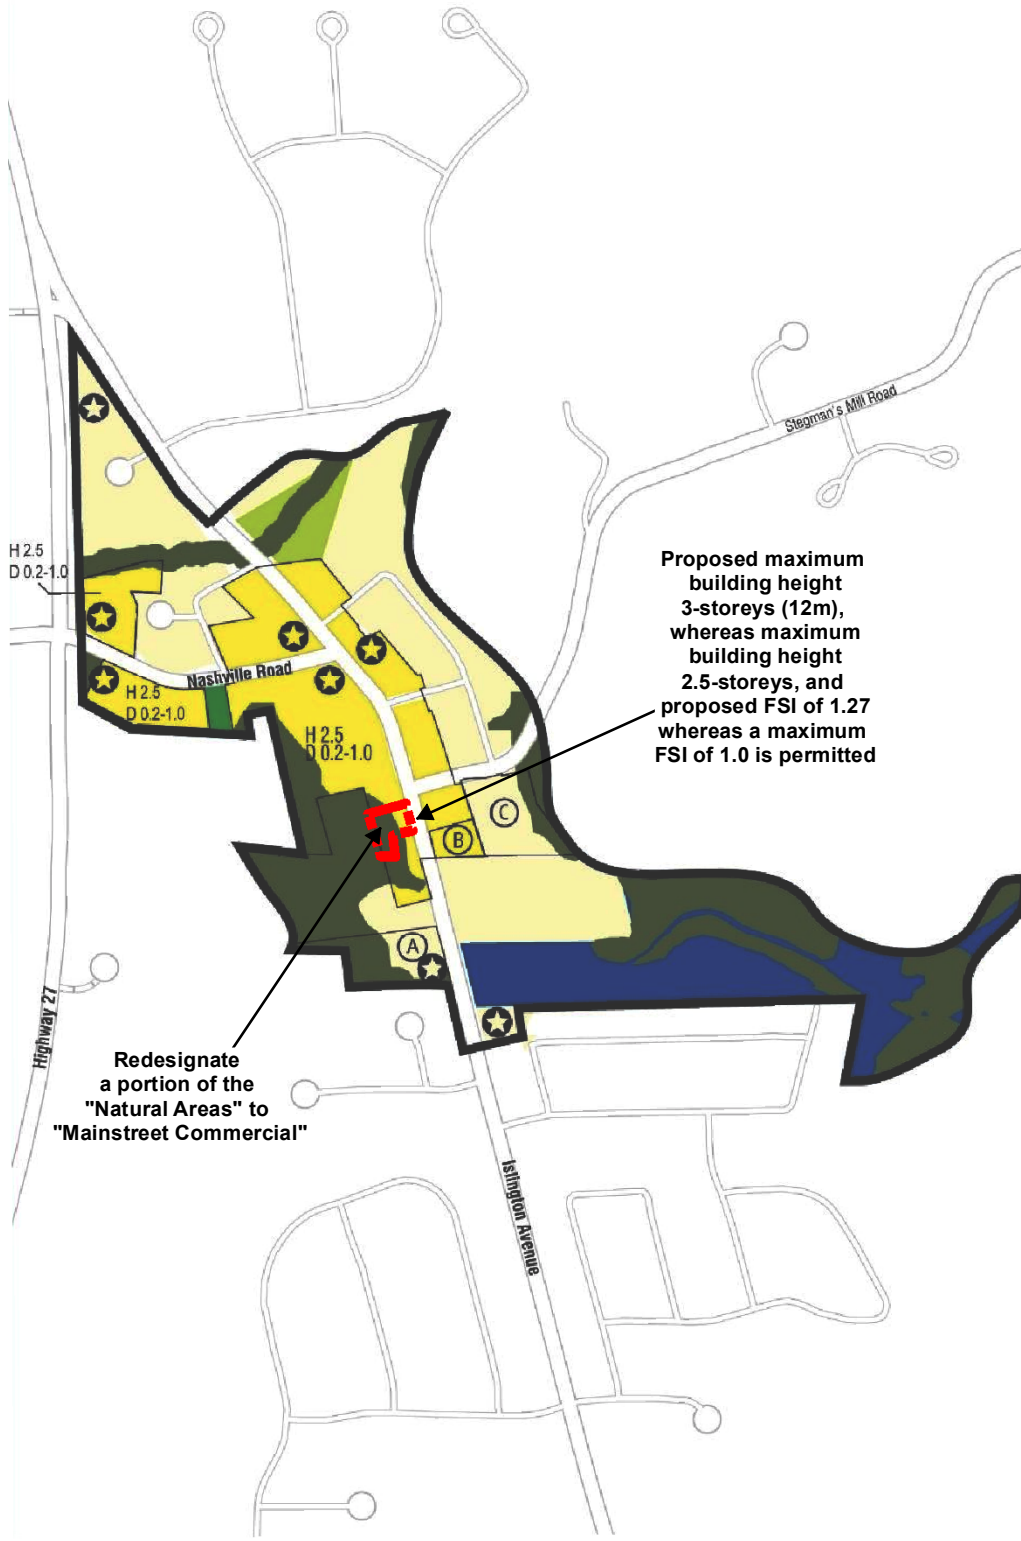 Stegman's Mill Road
H 2.5
D 0.2-1.0
Proposed maximum
building height
3-storeys (12m),
whereas maximum
building height
2.5-storeys, and
proposed FSI of 1.27
whereas a maximum
FSI of 1.0 is permitted
Nashville Road
H 2.5
D 0.2-1.0
H 2.5
D 0.2-1.0
C
B
A
Highway 27
Redesignate
a portion of the
"Natural Areas" to
"Mainstreet Commercial"
Islington Avenue